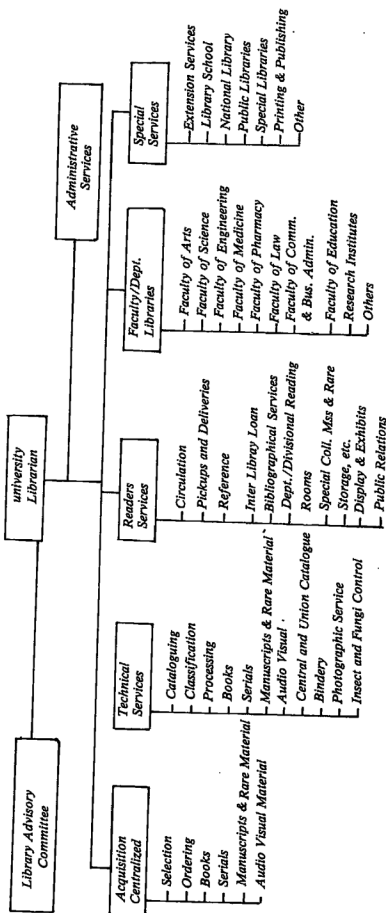 university
Librarian
Library Advisory
Committee
Administrative
Services
Acquisition
Centralized
Selection
Ordering
Books
Serials
Manuscripts & Rare Material
Audio Visual Material
Technical
Services
Cataloguing
Classification
Processing
Books
Serials
Manuscripts & Rare Material
Audio Visual
Central and Union Catalogue
Bindery
Photographic Service
Insect and Fungi Control
Readers
Services
Circulation
Pickups and Deliveries
Reference
Inter Library Loan
Bibliographical Services
Dept./Divisional Reading
Rooms
Special Coll. Mss & Rare
Storage, etc.
Display & Exhibits
Public Relations
Faculty/Dept.
Libraries
Faculty of Arts
Faculty of Science
Faculty of Engineering
Faculty of Medicine
Faculty of Pharmacy
Faculty of Law
Faculty of Comm.
& Bus. Admin.
Faculty of Education
Research Institutes
Others
Special
Services
Extension Services
Library School
National Library
Public Libraries
Special Libraries
Printing & Publishing
Other